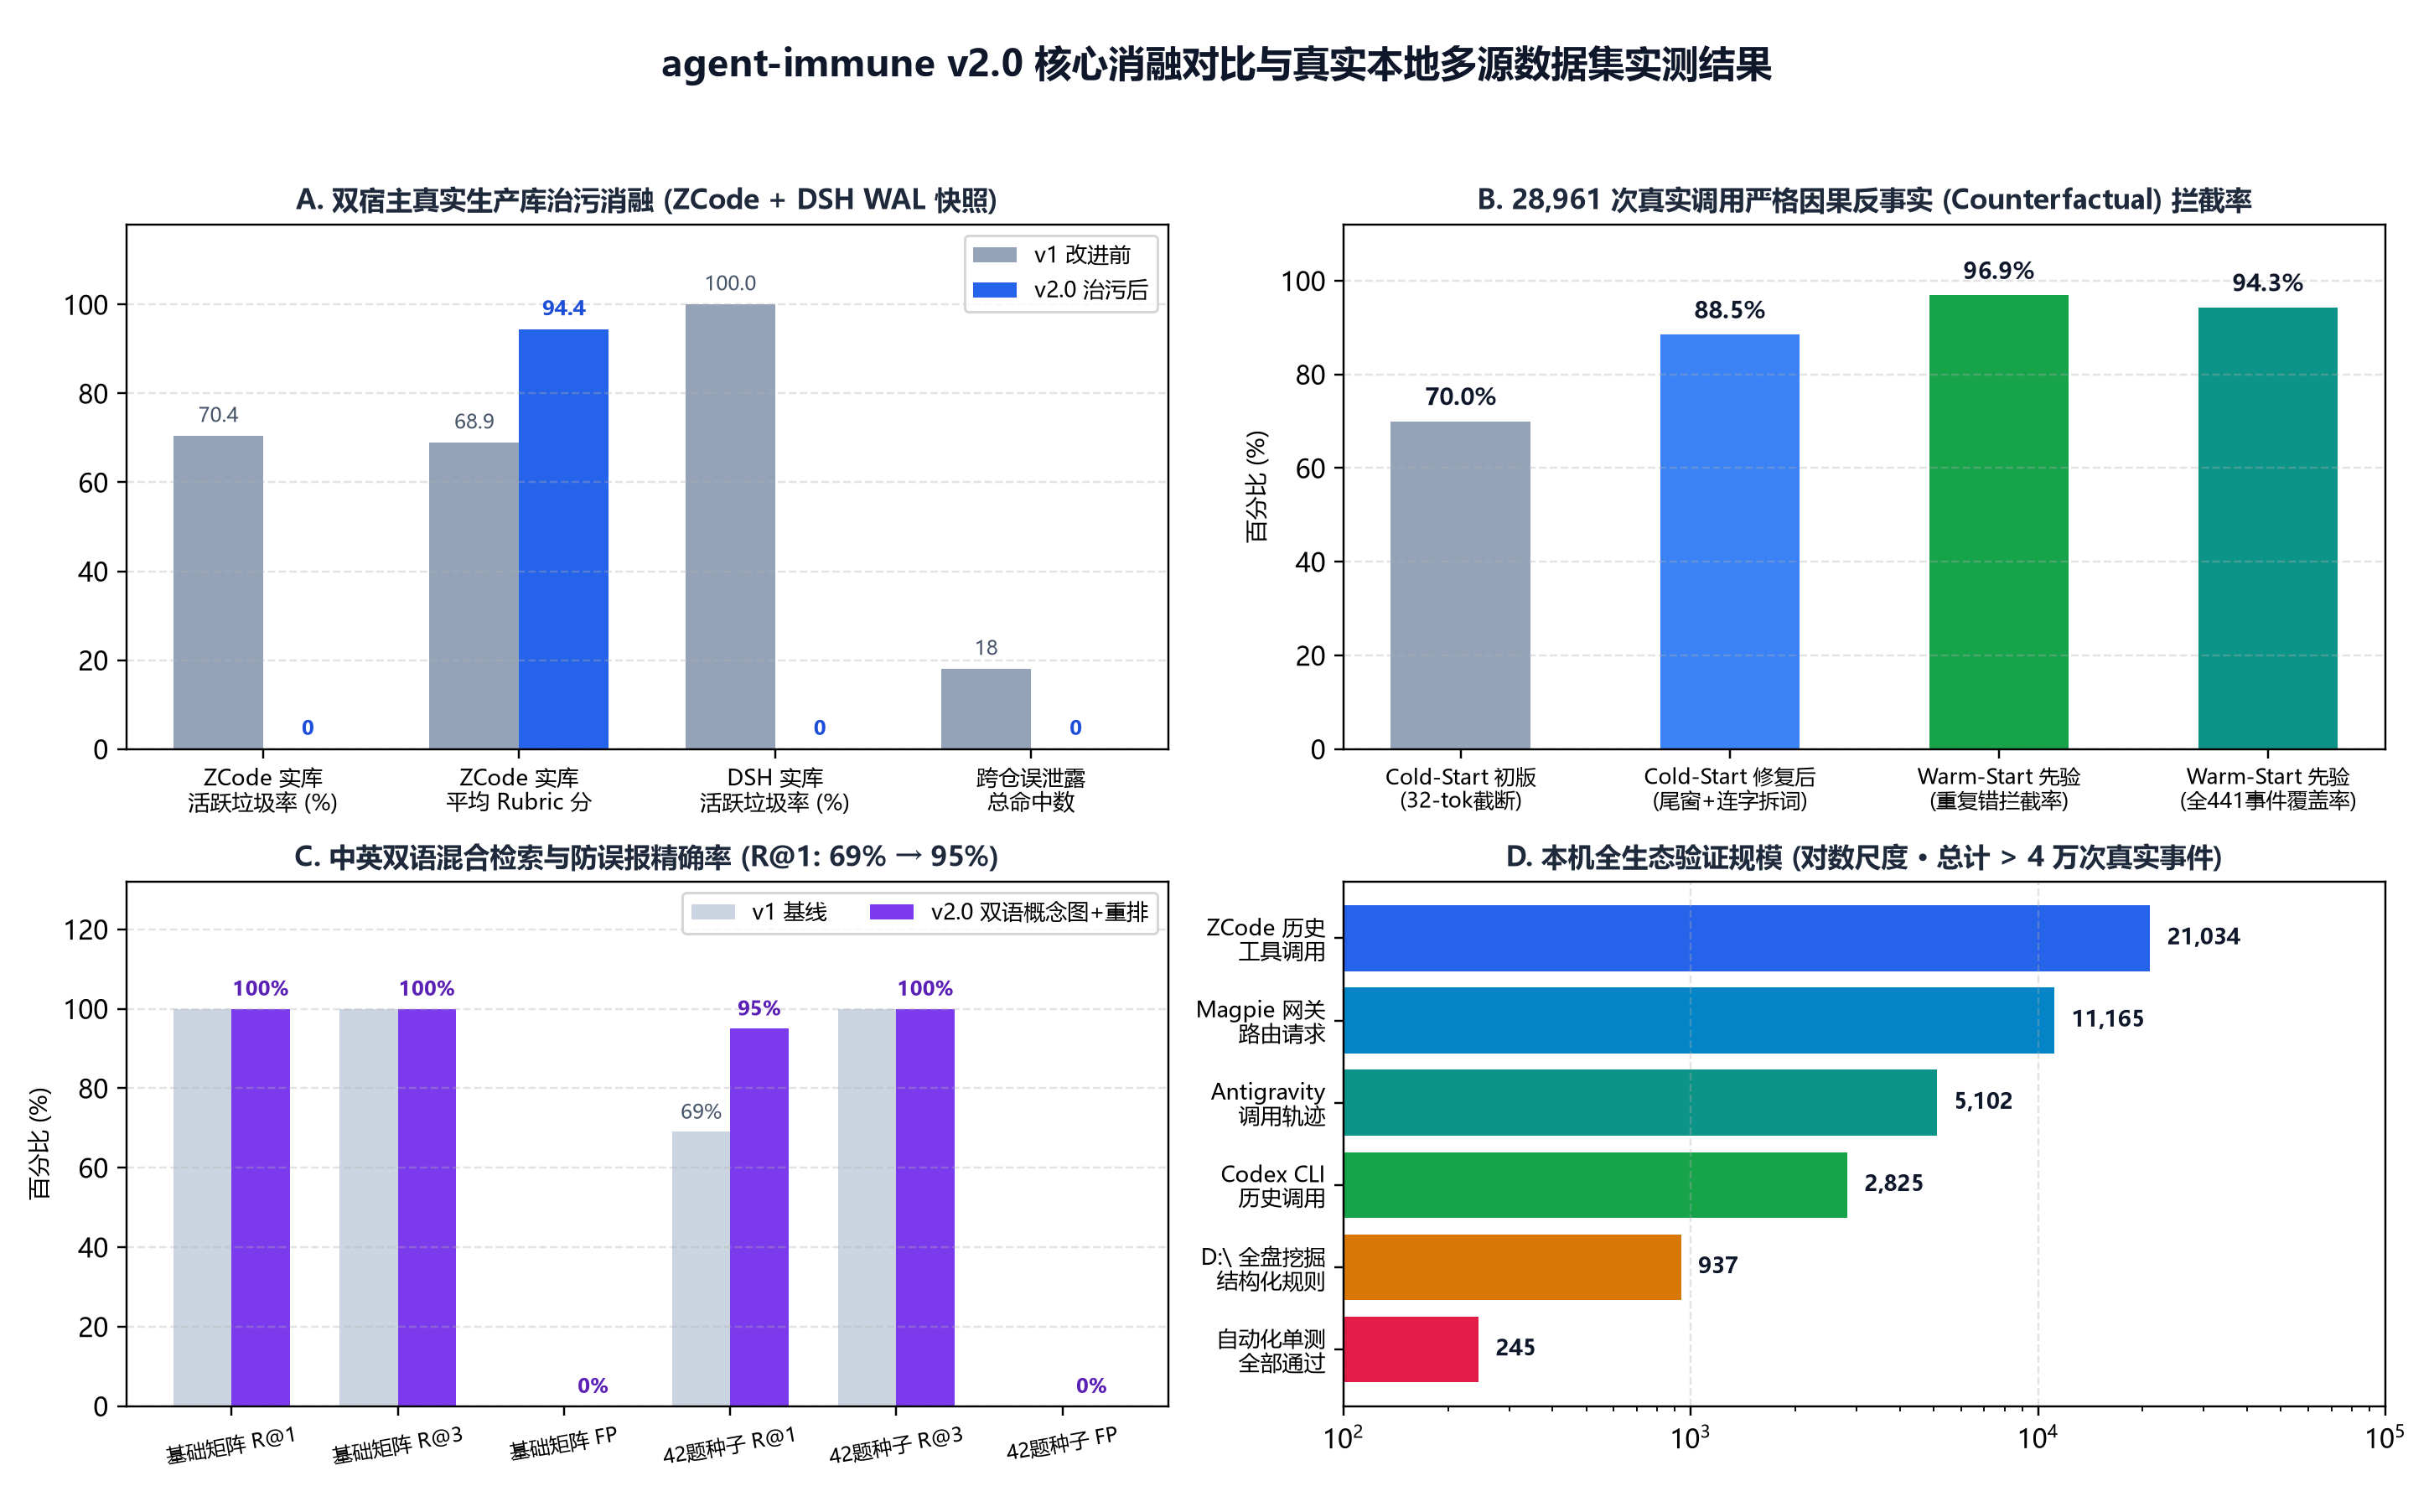 agent-immune v2.0 核心消融对比与真实本地多源数据集实测结果
A. 双宿主真实生产库治污消融 (ZCode + DSH WAL 快照)
v1 改进前
v2.0 治污后
100
80
60
40
20
0
70.4
0
68.9
94.4
100.0
0
18
0
ZCode 实库
活跃垃圾率 (%)
ZCode 实库
平均 Rubric 分
DSH 实库
活跃垃圾率 (%)
跨仓误泄露
总命中数
B. 28,961 次真实调用严格因果反事实 (Counterfactual) 拦截率
百分比 (%)
100
80
60
40
20
0
70.0%
88.5%
96.9%
94.3%
Cold-Start 初版
(32-tok截断)
Cold-Start 修复后
(尾窗+连字拆词)
Warm-Start 先验
(重复错拦截率)
Warm-Start 先验
(全441事件覆盖率)
C. 中英双语混合检索与防误报精确率 (R@1: 69% → 95%)
v1 基线
v2.0 双语概念图+重排
百分比 (%)
120
100
80
60
40
20
0
100%
100%
0%
69%
95%
100%
0%
基础矩阵 R@1
基础矩阵 R@3
基础矩阵 FP
42题种子 R@1
42题种子 R@3
42题种子 FP
D. 本机全生态验证规模 (对数尺度 • 总计 > 4 万次真实事件)
ZCode 历史
工具调用
21,034
Magpie 网关
路由请求
11,165
Antigravity
调用轨迹
5,102
Codex CLI
历史调用
2,825
D:\ 全盘挖掘
结构化规则
937
自动化单测
全部通过
245
10²
10³
10⁴
10⁵